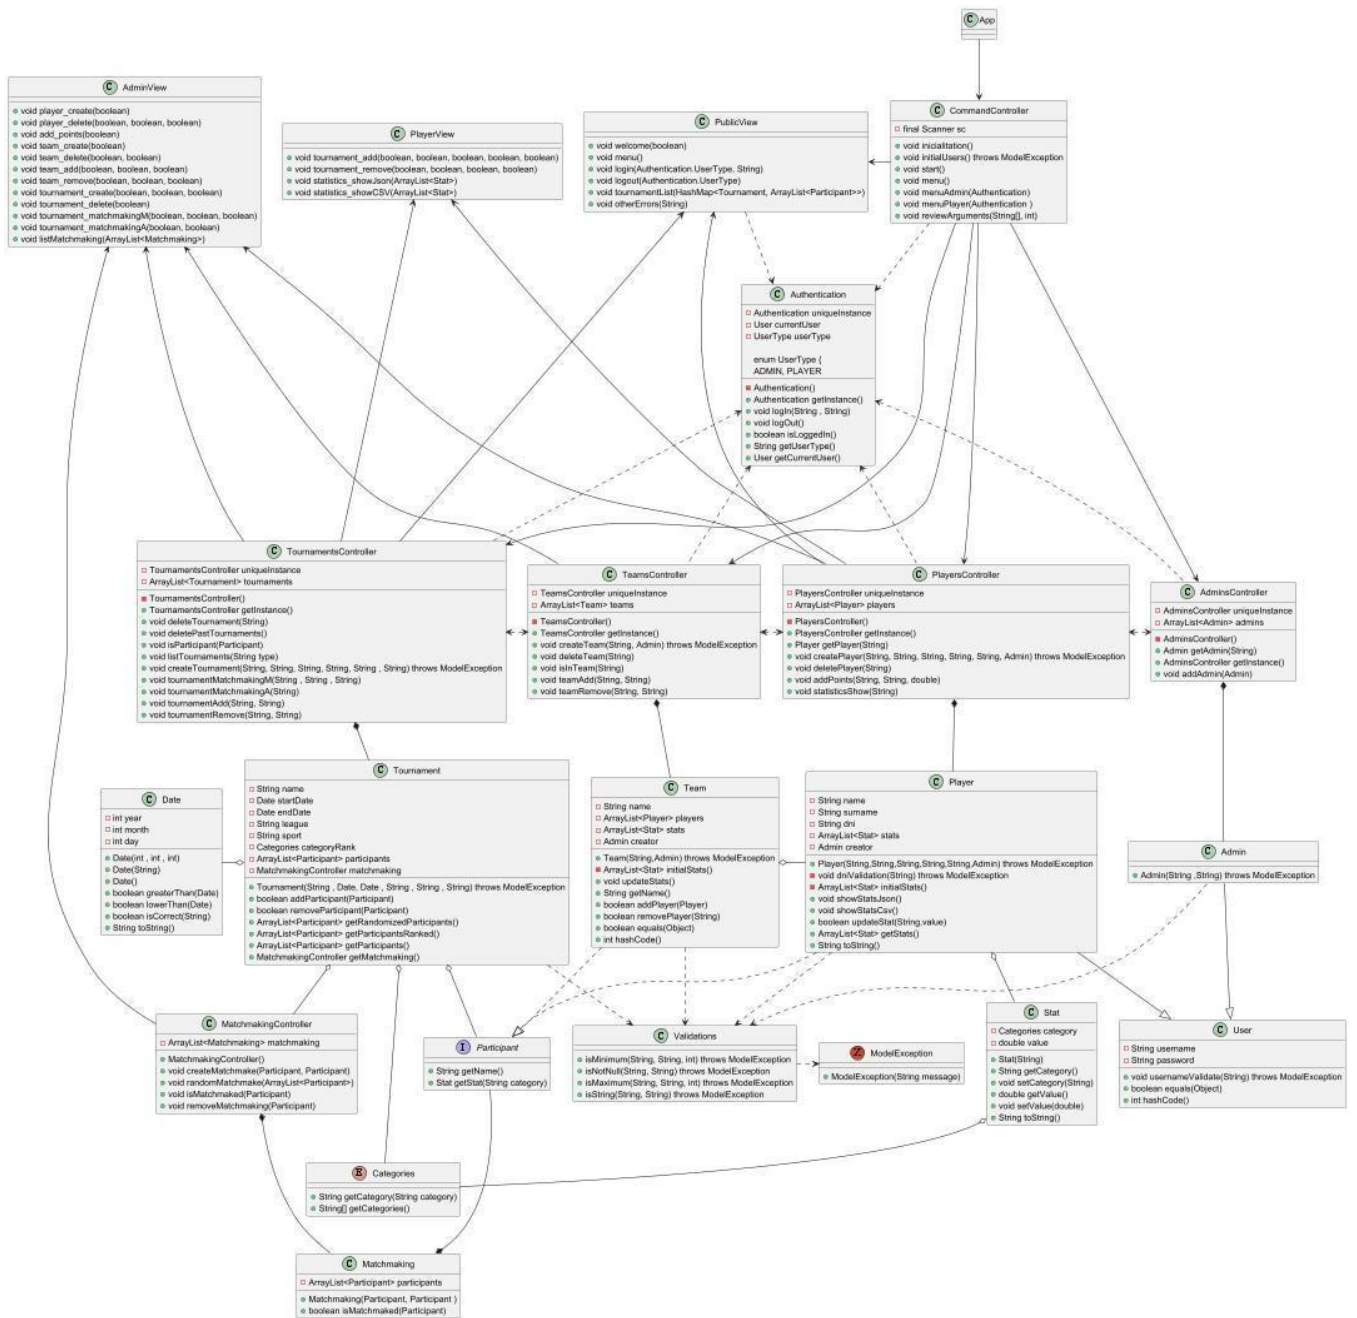 C App
C AdminView
void player_create(boolean)
void player_delete(boolean, boolean, boolean)
void add_points(boolean)
void team_create(boolean)
void team_delete(boolean, boolean)
void team_add(boolean, boolean, boolean)
void team_remove(boolean, boolean, boolean)
void tournament_create(boolean, boolean, boolean)
void tournament_delete(boolean)
void tournament_matchmakingM(boolean, boolean, boolean)
void tournament_matchmakingA(boolean, boolean)
void listMatchmaking(ArrayList<Matchmaking>)
C PlayerView
void tournament_add(boolean, boolean, boolean, boolean, boolean)
void tournament_remove(boolean, boolean, boolean, boolean)
void statistics_showJson(ArrayList<Stat>)
void statistics_showCSV(ArrayList<Stat>)
C PublicView
void welcome(boolean)
void menu()
void login(Authentication.UserType, String)
void logout(Authentication.UserType)
void tournamentList(HashMap<Tournament, ArrayList<Participant>>)
void otherErrors(String)
C CommandController
final Scanner sc
void inicialitation()
void initialUsers() throws ModelException
void start()
void menu()
void menuAdmin(Authentication)
void menuPlayer(Authentication )
void reviewArguments(String[], int)
C Authentication
Authentication uniqueInstance
User currentUser
UserType userType
enum UserType {
ADMIN, PLAYER
Authentication()
Authentication getInstance()
void logIn(String , String)
void logOut()
boolean isLoggedIn()
String getUserType()
User getCurrentUser()
C TournamentsController
TournamentsController uniqueInstance
ArrayList<Tournament> tournaments
TournamentsController()
TournamentsController getInstance()
void deleteTournament(String)
void deletePastTournaments()
void isParticipant(Participant)
void listTournaments(String type)
void createTournament(String, String, String, String, String , String) throws ModelException
void tournamentMatchmakingM(String , String , String)
void tournamentMatchmakingA(String)
void tournamentAdd(String, String)
void tournamentRemove(String, String)
C TeamsController
TeamsController uniqueInstance
ArrayList<Team> teams
TeamsController()
TeamsController getInstance()
void createTeam(String, Admin) throws ModelException
void deleteTeam(String)
void isInTeam(String)
void teamAdd(String, String)
void teamRemove(String, String)
C PlayersController
PlayersController uniqueInstance
ArrayList<Player> players
PlayersController()
PlayersController getInstance()
Player getPlayer(String)
void createPlayer(String, String, String, String, String, Admin) throws ModelException
void deletePlayer(String)
void addPoints(String, String, double)
void statisticsShow(String)
C AdminsController
AdminsController uniqueInstance
ArrayList<Admin> admins
AdminsController()
Admin getAdmin(String)
AdminsController getInstance()
void addAdmin(Admin)
C Date
int year
int month
int day
Date(int , int , int)
Date(String)
Date()
boolean greaterThan(Date)
boolean lowerThan(Date)
boolean isCorrect(String)
String toString()
C Tournament
String name
Date startDate
Date endDate
String league
String sport
Categories categoryRank
ArrayList<Participant> participants
MatchmakingController matchmaking
Tournament(String , Date, Date , String , String , String) throws ModelException
boolean addParticipant(Participant)
boolean removeParticipant(Participant)
ArrayList<Participant> getRandomizedParticipants()
ArrayList<Participant> getParticipantsRanked()
ArrayList<Participant> getParticipants()
MatchmakingController getMatchmaking()
C Team
String name
ArrayList<Player> players
ArrayList<Stat> stats
Admin creator
Team(String,Admin) throws ModelException
ArrayList<Stat> initialStats()
void updateStats()
String getName()
boolean addPlayer(Player)
boolean removePlayer(String)
boolean equals(Object)
int hashCode()
C Player
String name
String surname
String dni
ArrayList<Stat> stats
Admin creator
Player(String,String,String,String,String,Admin) throws ModelException
void dniValidation(String) throws ModelException
ArrayList<Stat> initialStats()
void showStatsJson()
void showStatsCsv()
boolean updateStat(String,value)
ArrayList<Stat> getStats()
String toString()
C Admin
Admin(String ,String) throws ModelException
C MatchmakingController
ArrayList<Matchmaking> matchmaking
MatchmakingController()
void createMatchmake(Participant, Participant)
void randomMatchmake(ArrayList<Participant>)
void isMatchmaked(Participant)
void removeMatchmaking(Participant)
I Participant
String getName()
Stat getStat(String category)
C Validations
isMinimum(String, String, int) throws ModelException
isNotNull(String, String) throws ModelException
isMaximum(String, String, int) throws ModelException
isString(String, String) throws ModelException
ModelException
ModelException(String message)
C Stat
Categories category
double value
Stat(String)
String getCategory()
void setCategory(String)
double getValue()
void setValue(double)
String toString()
C User
String username
String password
void usernameValidate(String) throws ModelException
boolean equals(Object)
int hashCode()
E Categories
String getCategory(String category)
String[] getCategories()
C Matchmaking
ArrayList<Participant> participants
Matchmaking(Participant, Participant )
boolean isMatchmaked(Participant)